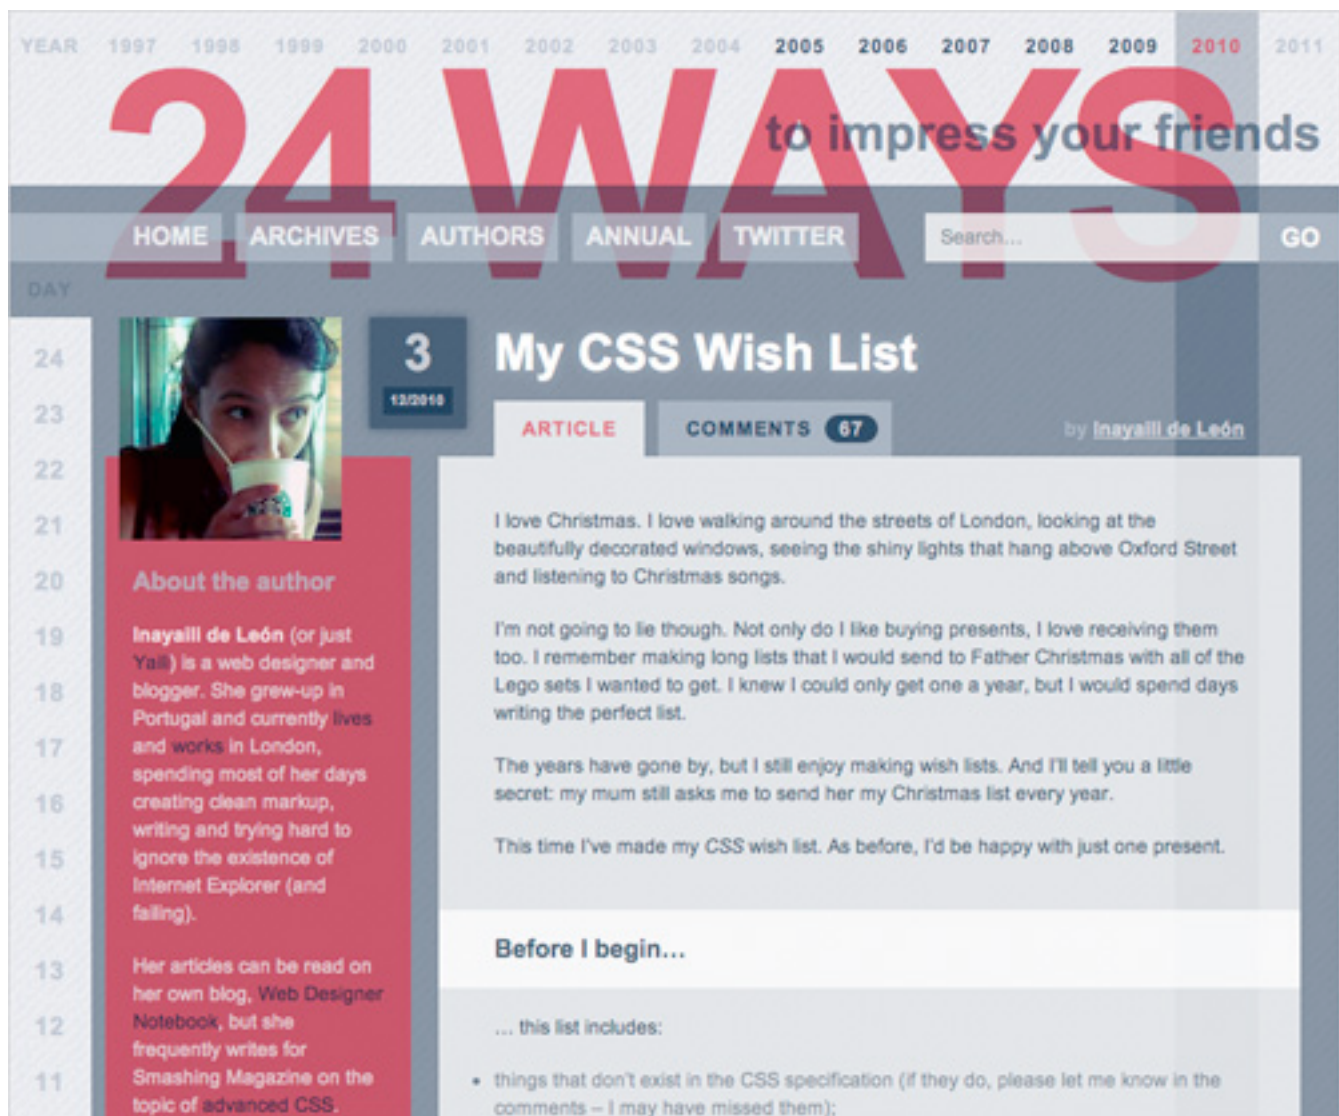 YEAR 1997 1998 1999 2000 2001 2002 2003 2004 2005 2006 2007 2008 2009 2010 2011
24 WAYS
to impress your friends
HOME ARCHIVES AUTHORS ANNUAL TWITTER Search... GO
DAY
24
23
22
21
20
19
18
17
16
15
14
13
12
11
3
12/2010
My CSS Wish List
ARTICLE COMMENTS 67
by Inayaili de León
About the author
Inayaili de León (or just
Yaili) is a web designer and
blogger. She grew-up in
Portugal and currently lives
and works in London,
spending most of her days
creating clean markup,
writing and trying hard to
ignore the existence of
Internet Explorer (and
failing).
Her articles can be read on
her own blog, Web Designer
Notebook, but she
frequently writes for
Smashing Magazine on the
topic of advanced CSS.
I love Christmas. I love walking around the streets of London, looking at the
beautifully decorated windows, seeing the shiny lights that hang above Oxford Street
and listening to Christmas songs.
I'm not going to lie though. Not only do I like buying presents, I love receiving them
too. I remember making long lists that I would send to Father Christmas with all of the
Lego sets I wanted to get. I knew I could only get one a year, but I would spend days
writing the perfect list.
The years have gone by, but I still enjoy making wish lists. And I'll tell you a little
secret: my mum still asks me to send her my Christmas list every year.
This time I've made my CSS wish list. As before, I'd be happy with just one present.
Before I begin…
… this list includes:
• things that don't exist in the CSS specification (if they do, please let me know in the
comments – I may have missed them);